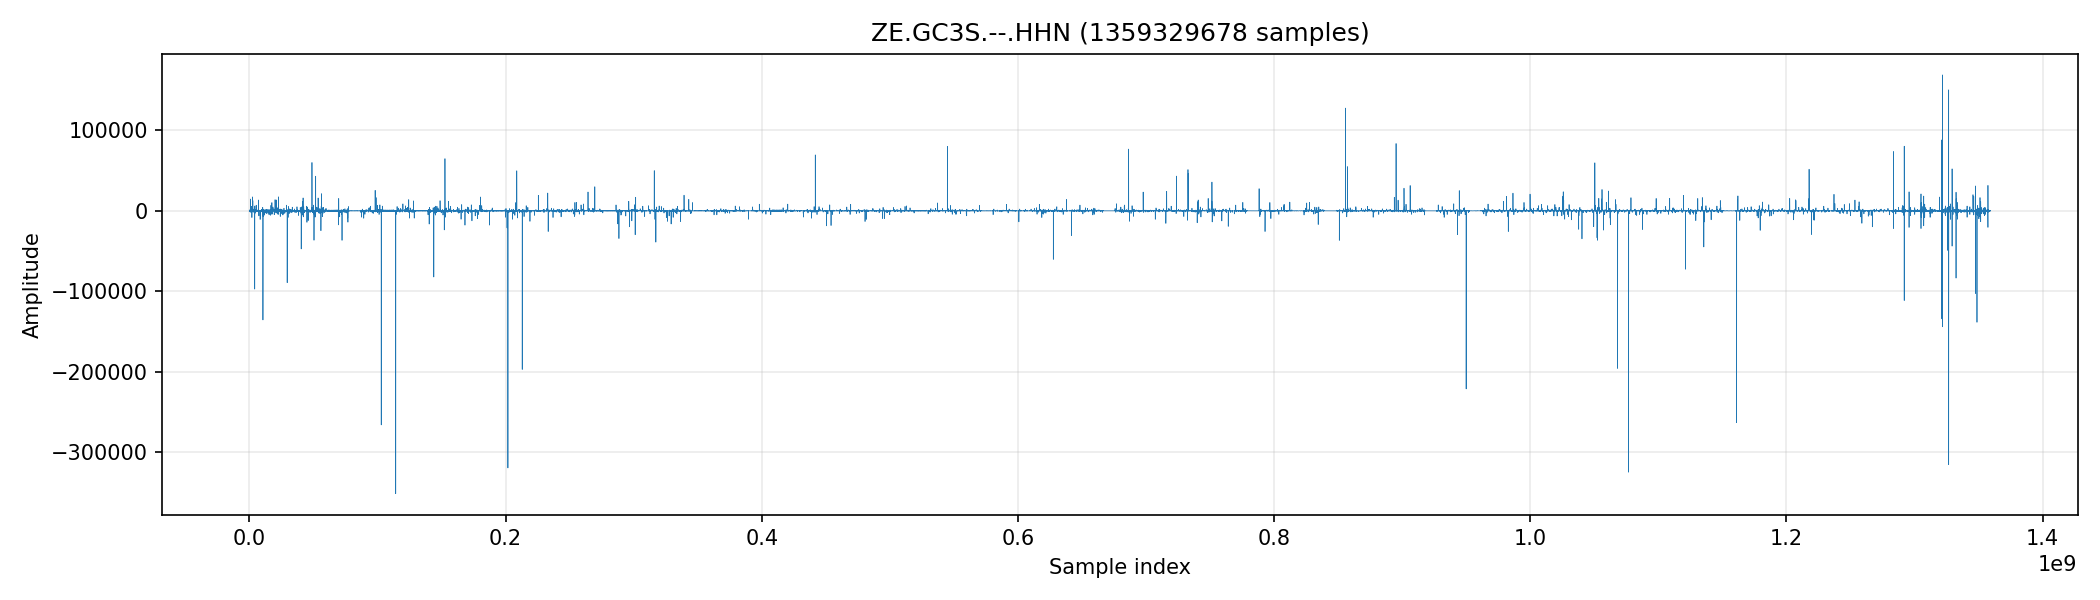 ZE.GC3S.--.HHN (1359329678 samples)
100000
0
−100000
−200000
−300000
Amplitude
0.0 0.2 0.4 0.6 0.8 1.0 1.2 1.4
1e9
Sample index